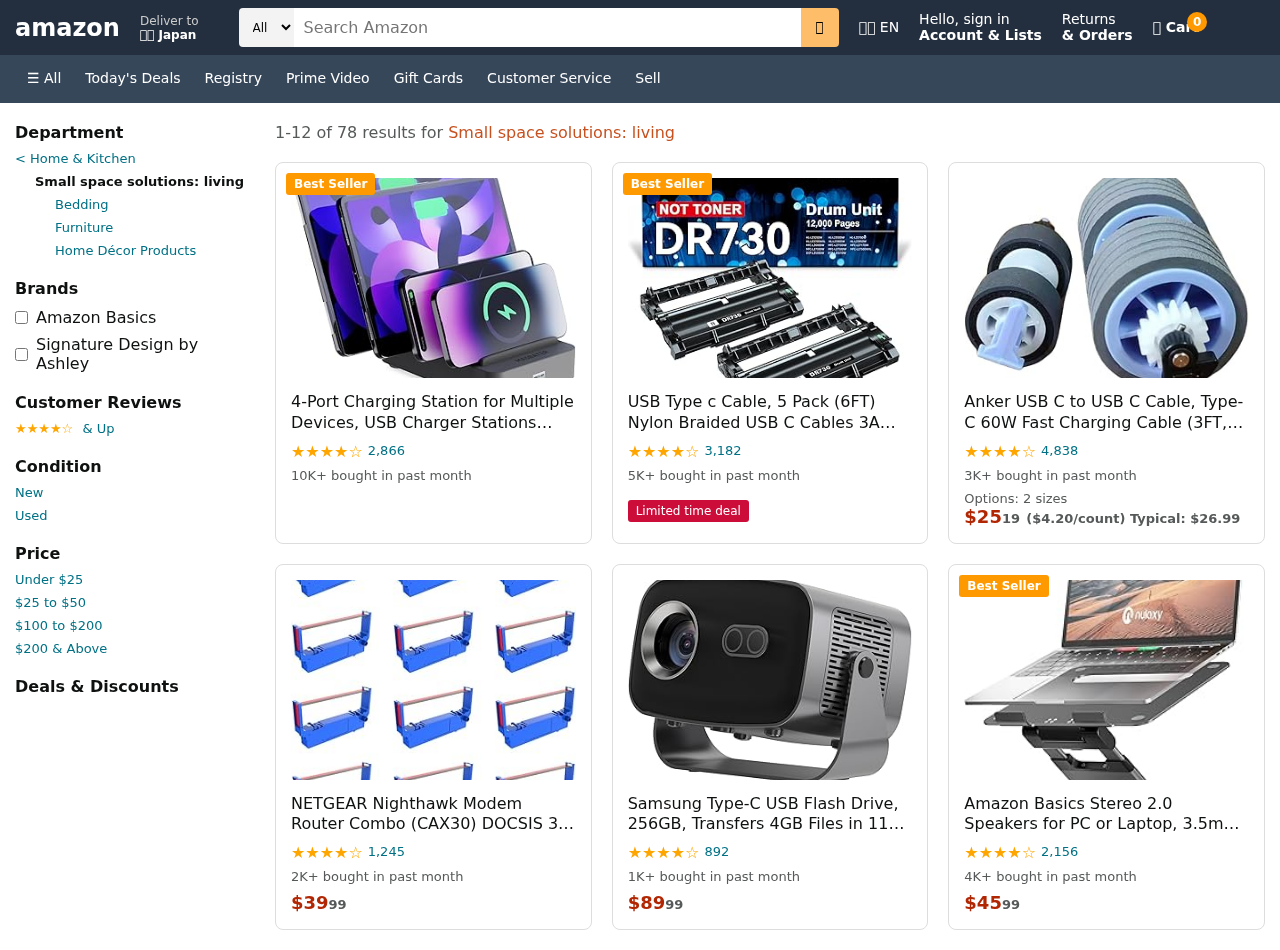 amazon
Deliver to
Japan
All
Search Amazon
EN
Hello, sign in
Account & Lists
Returns
& Orders
Car
0
☰ All
Today's Deals
Registry
Prime Video
Gift Cards
Customer Service
Sell
Department
< Home & Kitchen
Small space solutions: living
Bedding
Furniture
Home Décor Products
Brands
Amazon Basics
Signature Design by
Ashley
Customer Reviews
★★★★☆ & Up
Condition
New
Used
Price
Under $25
$25 to $50
$100 to $200
$200 & Above
Deals & Discounts
1-12 of 78 results for Small space solutions: living
Best Seller
4-Port Charging Station for Multiple
Devices, USB Charger Stations…
★★★★☆ 2,866
10K+ bought in past month
Best Seller
NOT TONER
DR730
Drum Unit
12,000 Pages
DR730
DR730
USB Type c Cable, 5 Pack (6FT)
Nylon Braided USB C Cables 3A…
★★★★☆ 3,182
5K+ bought in past month
Limited time deal
Anker USB C to USB C Cable, Type-
C 60W Fast Charging Cable (3FT,…
★★★★☆ 4,838
3K+ bought in past month
Options: 2 sizes
$2519 ($4.20/count) Typical: $26.99
NETGEAR Nighthawk Modem
Router Combo (CAX30) DOCSIS 3…
★★★★☆ 1,245
2K+ bought in past month
$3999
Samsung Type-C USB Flash Drive,
256GB, Transfers 4GB Files in 11…
★★★★☆ 892
1K+ bought in past month
$8999
Best Seller
nulaxy
Amazon Basics Stereo 2.0
Speakers for PC or Laptop, 3.5m…
★★★★☆ 2,156
4K+ bought in past month
$4599